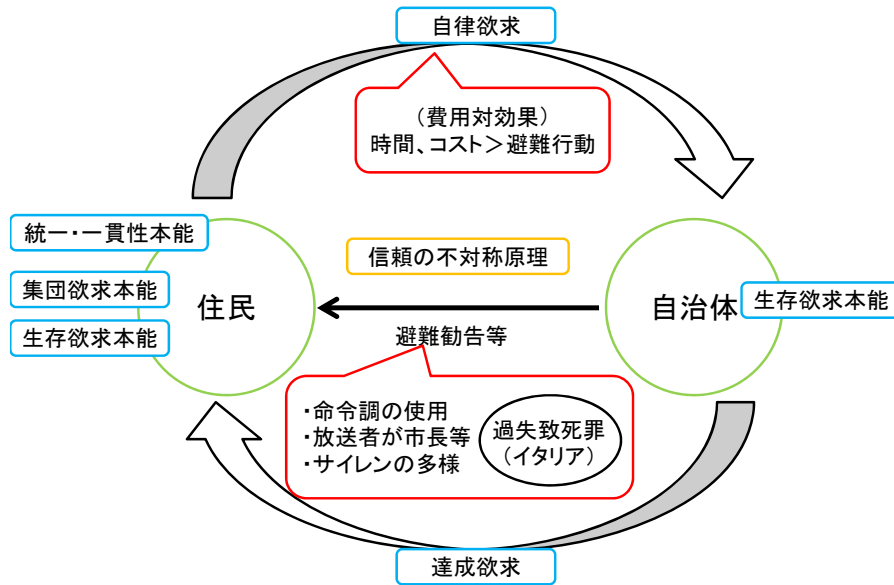 自律欲求
（費用対効果）
時間、コスト＞避難行動
統一・一貫性本能
集団欲求本能
生存欲求本能
住民
信頼の不対称原理
避難勧告等
自治体
生存欲求本能
・命令調の使用
・放送者が市長等
・サイレンの多様
過失致死罪
（イタリア）
達成欲求